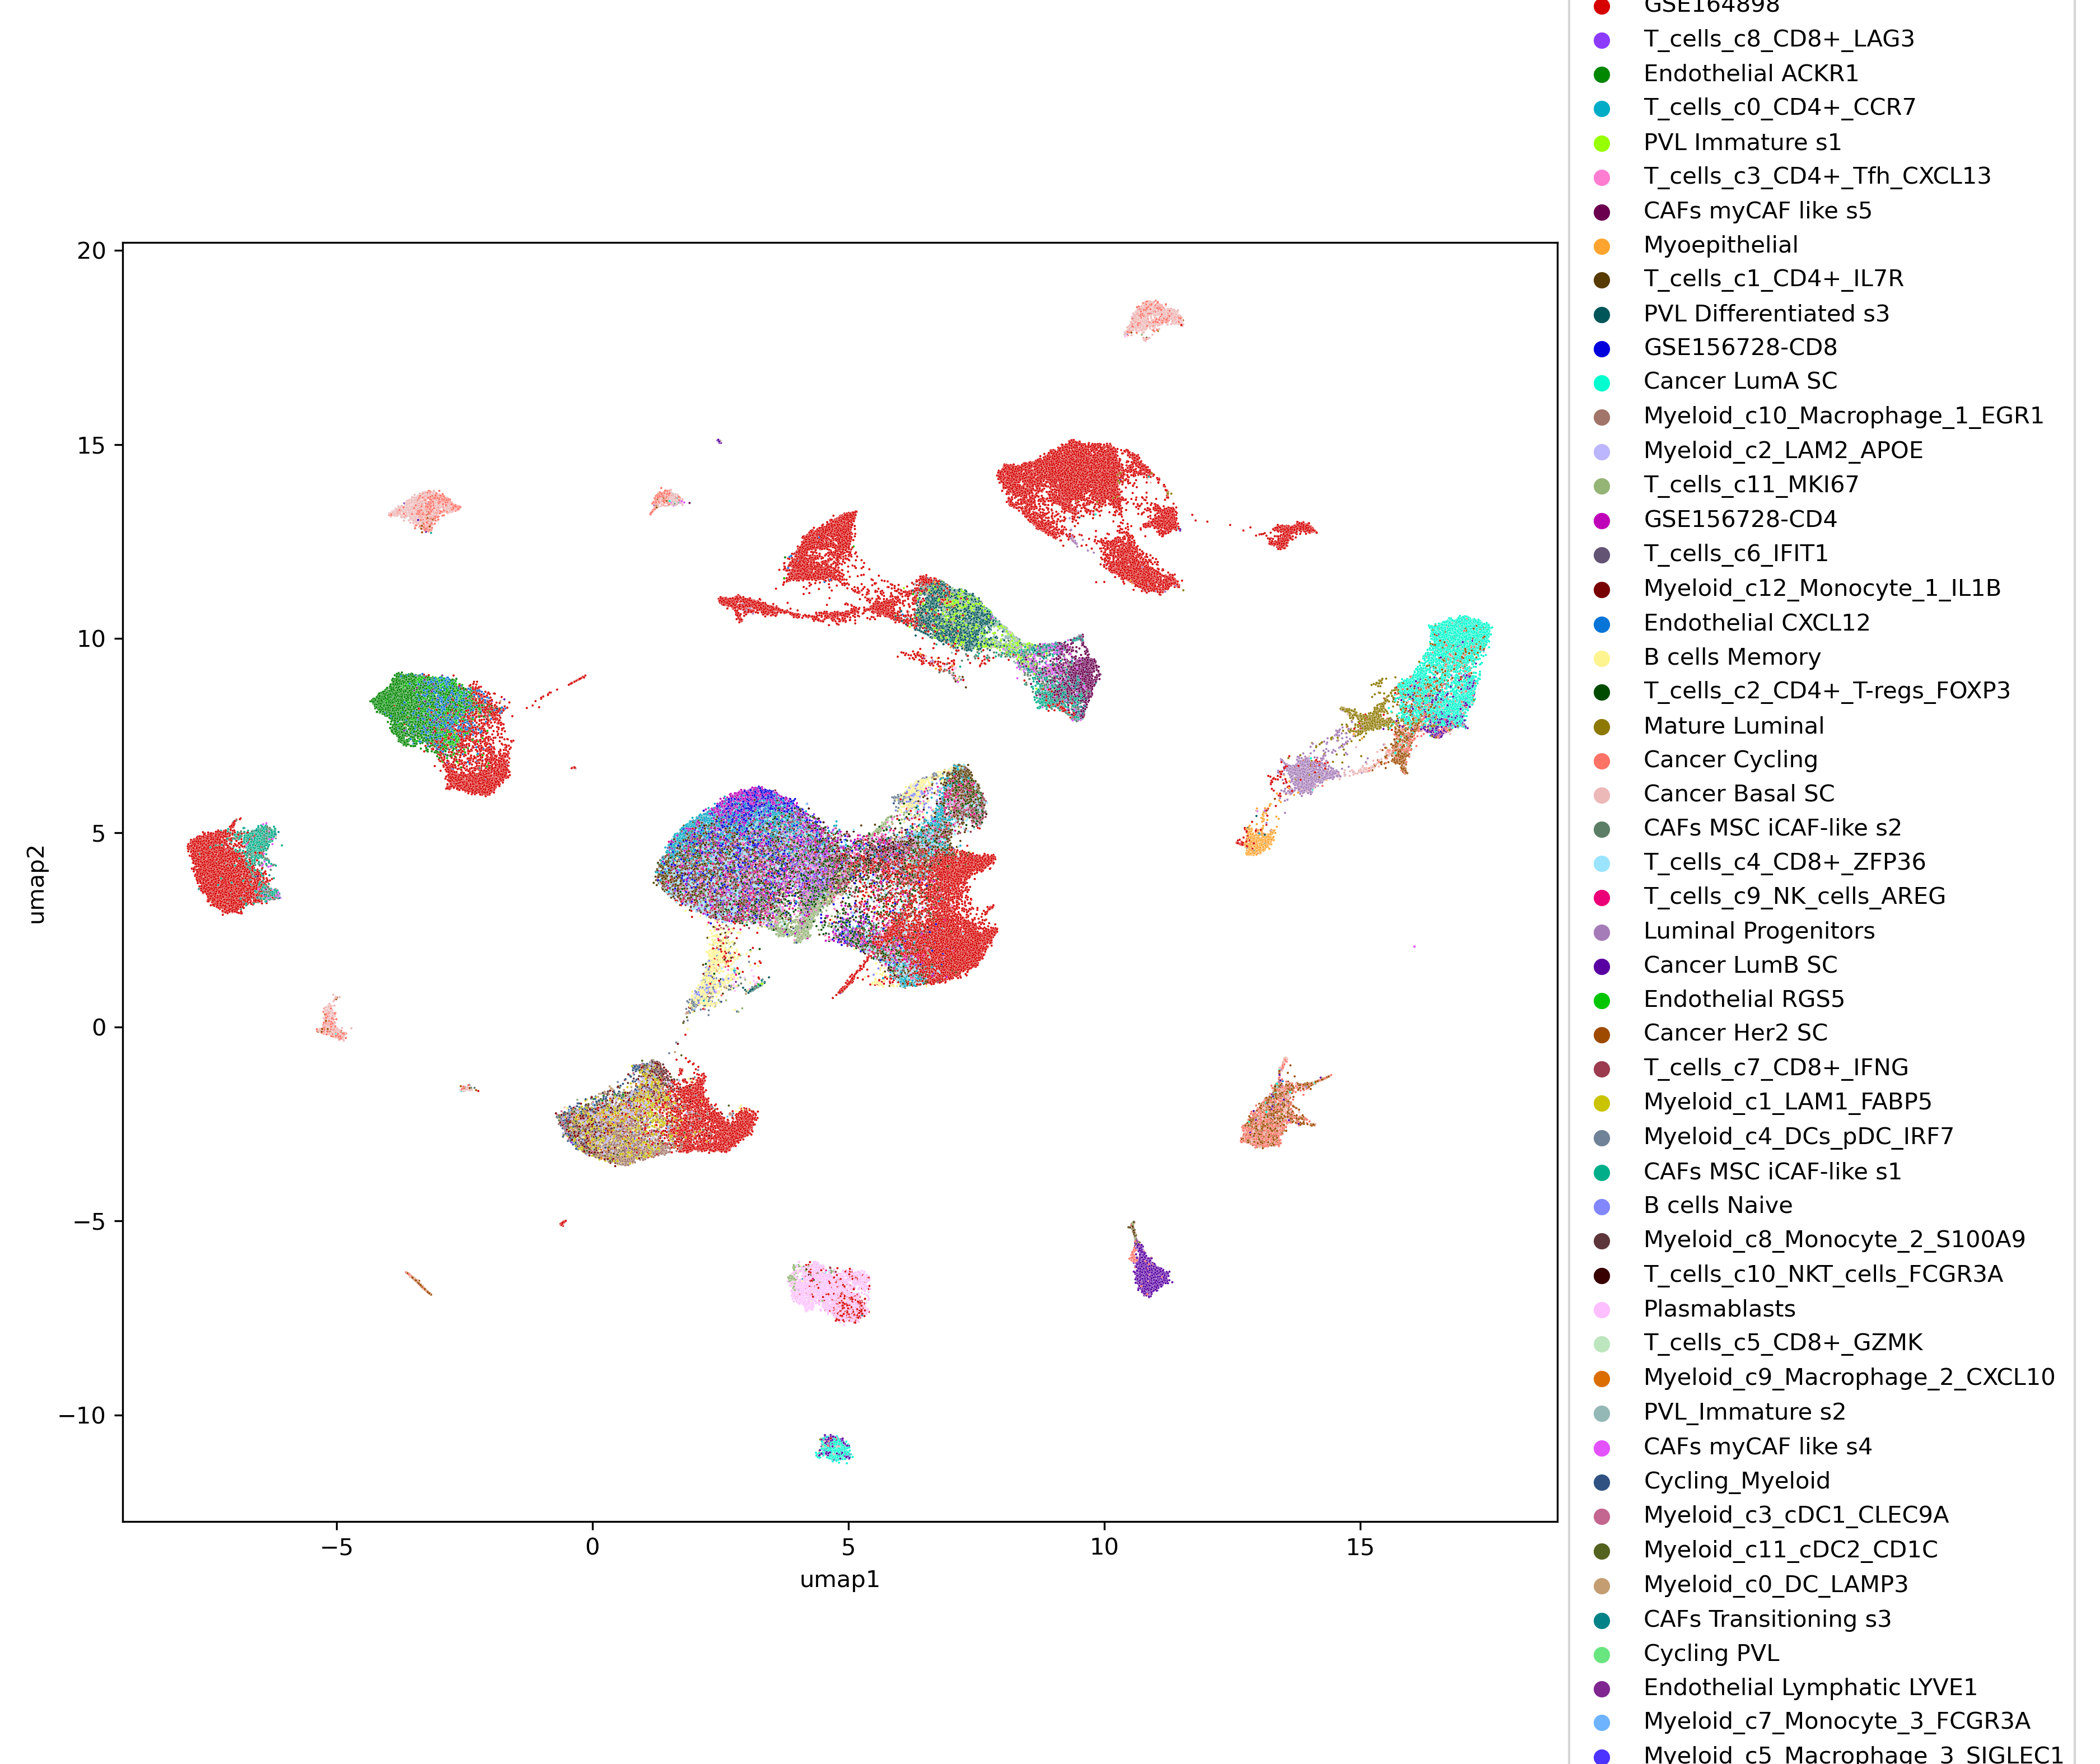 GSE164898
T_cells_c8_CD8+_LAG3
Endothelial ACKR1
T_cells_c0_CD4+_CCR7
PVL Immature s1
T_cells_c3_CD4+_Tfh_CXCL13
CAFs myCAF like s5
Myoepithelial
T_cells_c1_CD4+_IL7R
PVL Differentiated s3
GSE156728-CD8
Cancer LumA SC
Myeloid_c10_Macrophage_1_EGR1
Myeloid_c2_LAM2_APOE
T_cells_c11_MKI67
GSE156728-CD4
T_cells_c6_IFIT1
Myeloid_c12_Monocyte_1_IL1B
Endothelial CXCL12
B cells Memory
T_cells_c2_CD4+_T-regs_FOXP3
Mature Luminal
Cancer Cycling
Cancer Basal SC
CAFs MSC iCAF-like s2
T_cells_c4_CD8+_ZFP36
T_cells_c9_NK_cells_AREG
Luminal Progenitors
Cancer LumB SC
Endothelial RGS5
Cancer Her2 SC
T_cells_c7_CD8+_IFNG
Myeloid_c1_LAM1_FABP5
Myeloid_c4_DCs_pDC_IRF7
CAFs MSC iCAF-like s1
B cells Naive
Myeloid_c8_Monocyte_2_S100A9
T_cells_c10_NKT_cells_FCGR3A
Plasmablasts
T_cells_c5_CD8+_GZMK
Myeloid_c9_Macrophage_2_CXCL10
PVL_Immature s2
CAFs myCAF like s4
Cycling_Myeloid
Myeloid_c3_cDC1_CLEC9A
Myeloid_c11_cDC2_CD1C
Myeloid_c0_DC_LAMP3
CAFs Transitioning s3
Cycling PVL
Endothelial Lymphatic LYVE1
Myeloid_c7_Monocyte_3_FCGR3A
Myeloid_c5_Macrophage_3_SIGLEC1
20
15
10
5
0
−5
−10
umap2
−5 0 5 10 15
umap1